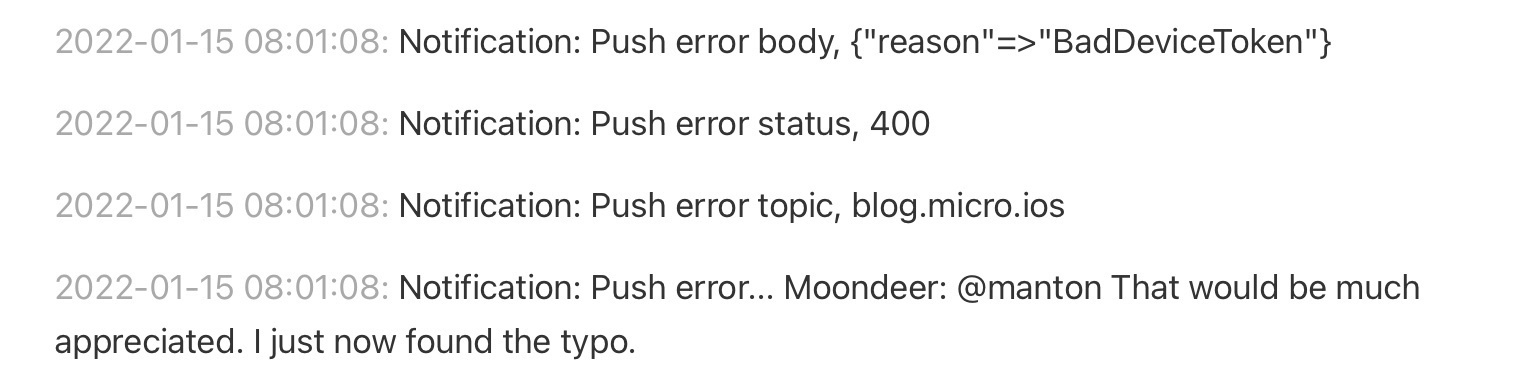 2022-01-15 08:01:08: Notification: Push error body, {"reason"=>"BadDeviceToken"}
2022-01-15 08:01:08: Notification: Push error status, 400
2022-01-15 08:01:08: Notification: Push error topic, blog.micro.ios
2022-01-15 08:01:08: Notification: Push error... Moondeer: @manton That would be much
appreciated. I just now found the typo.